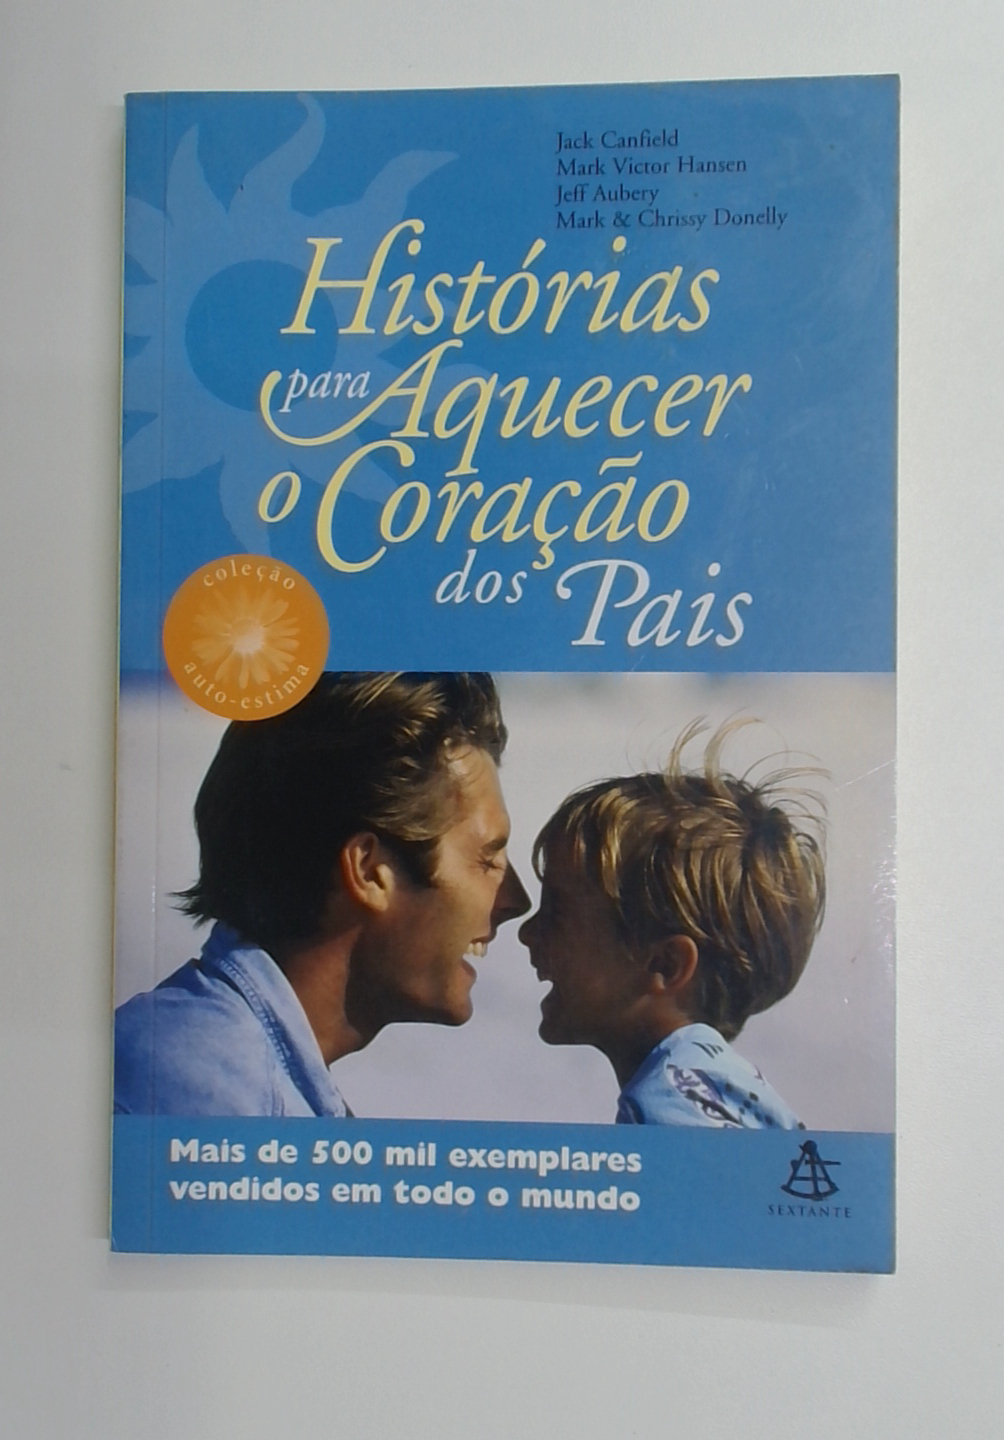 Jack Canfield
Mark Victor Hansen
Jeff Aubery
Mark & Chrissy Donelly
Histórias
para Aquecer
o Coração
dos Pais
coleção
auto-estima
Mais de 500 mil exemplares
vendidos em todo o mundo
SEXTANTE